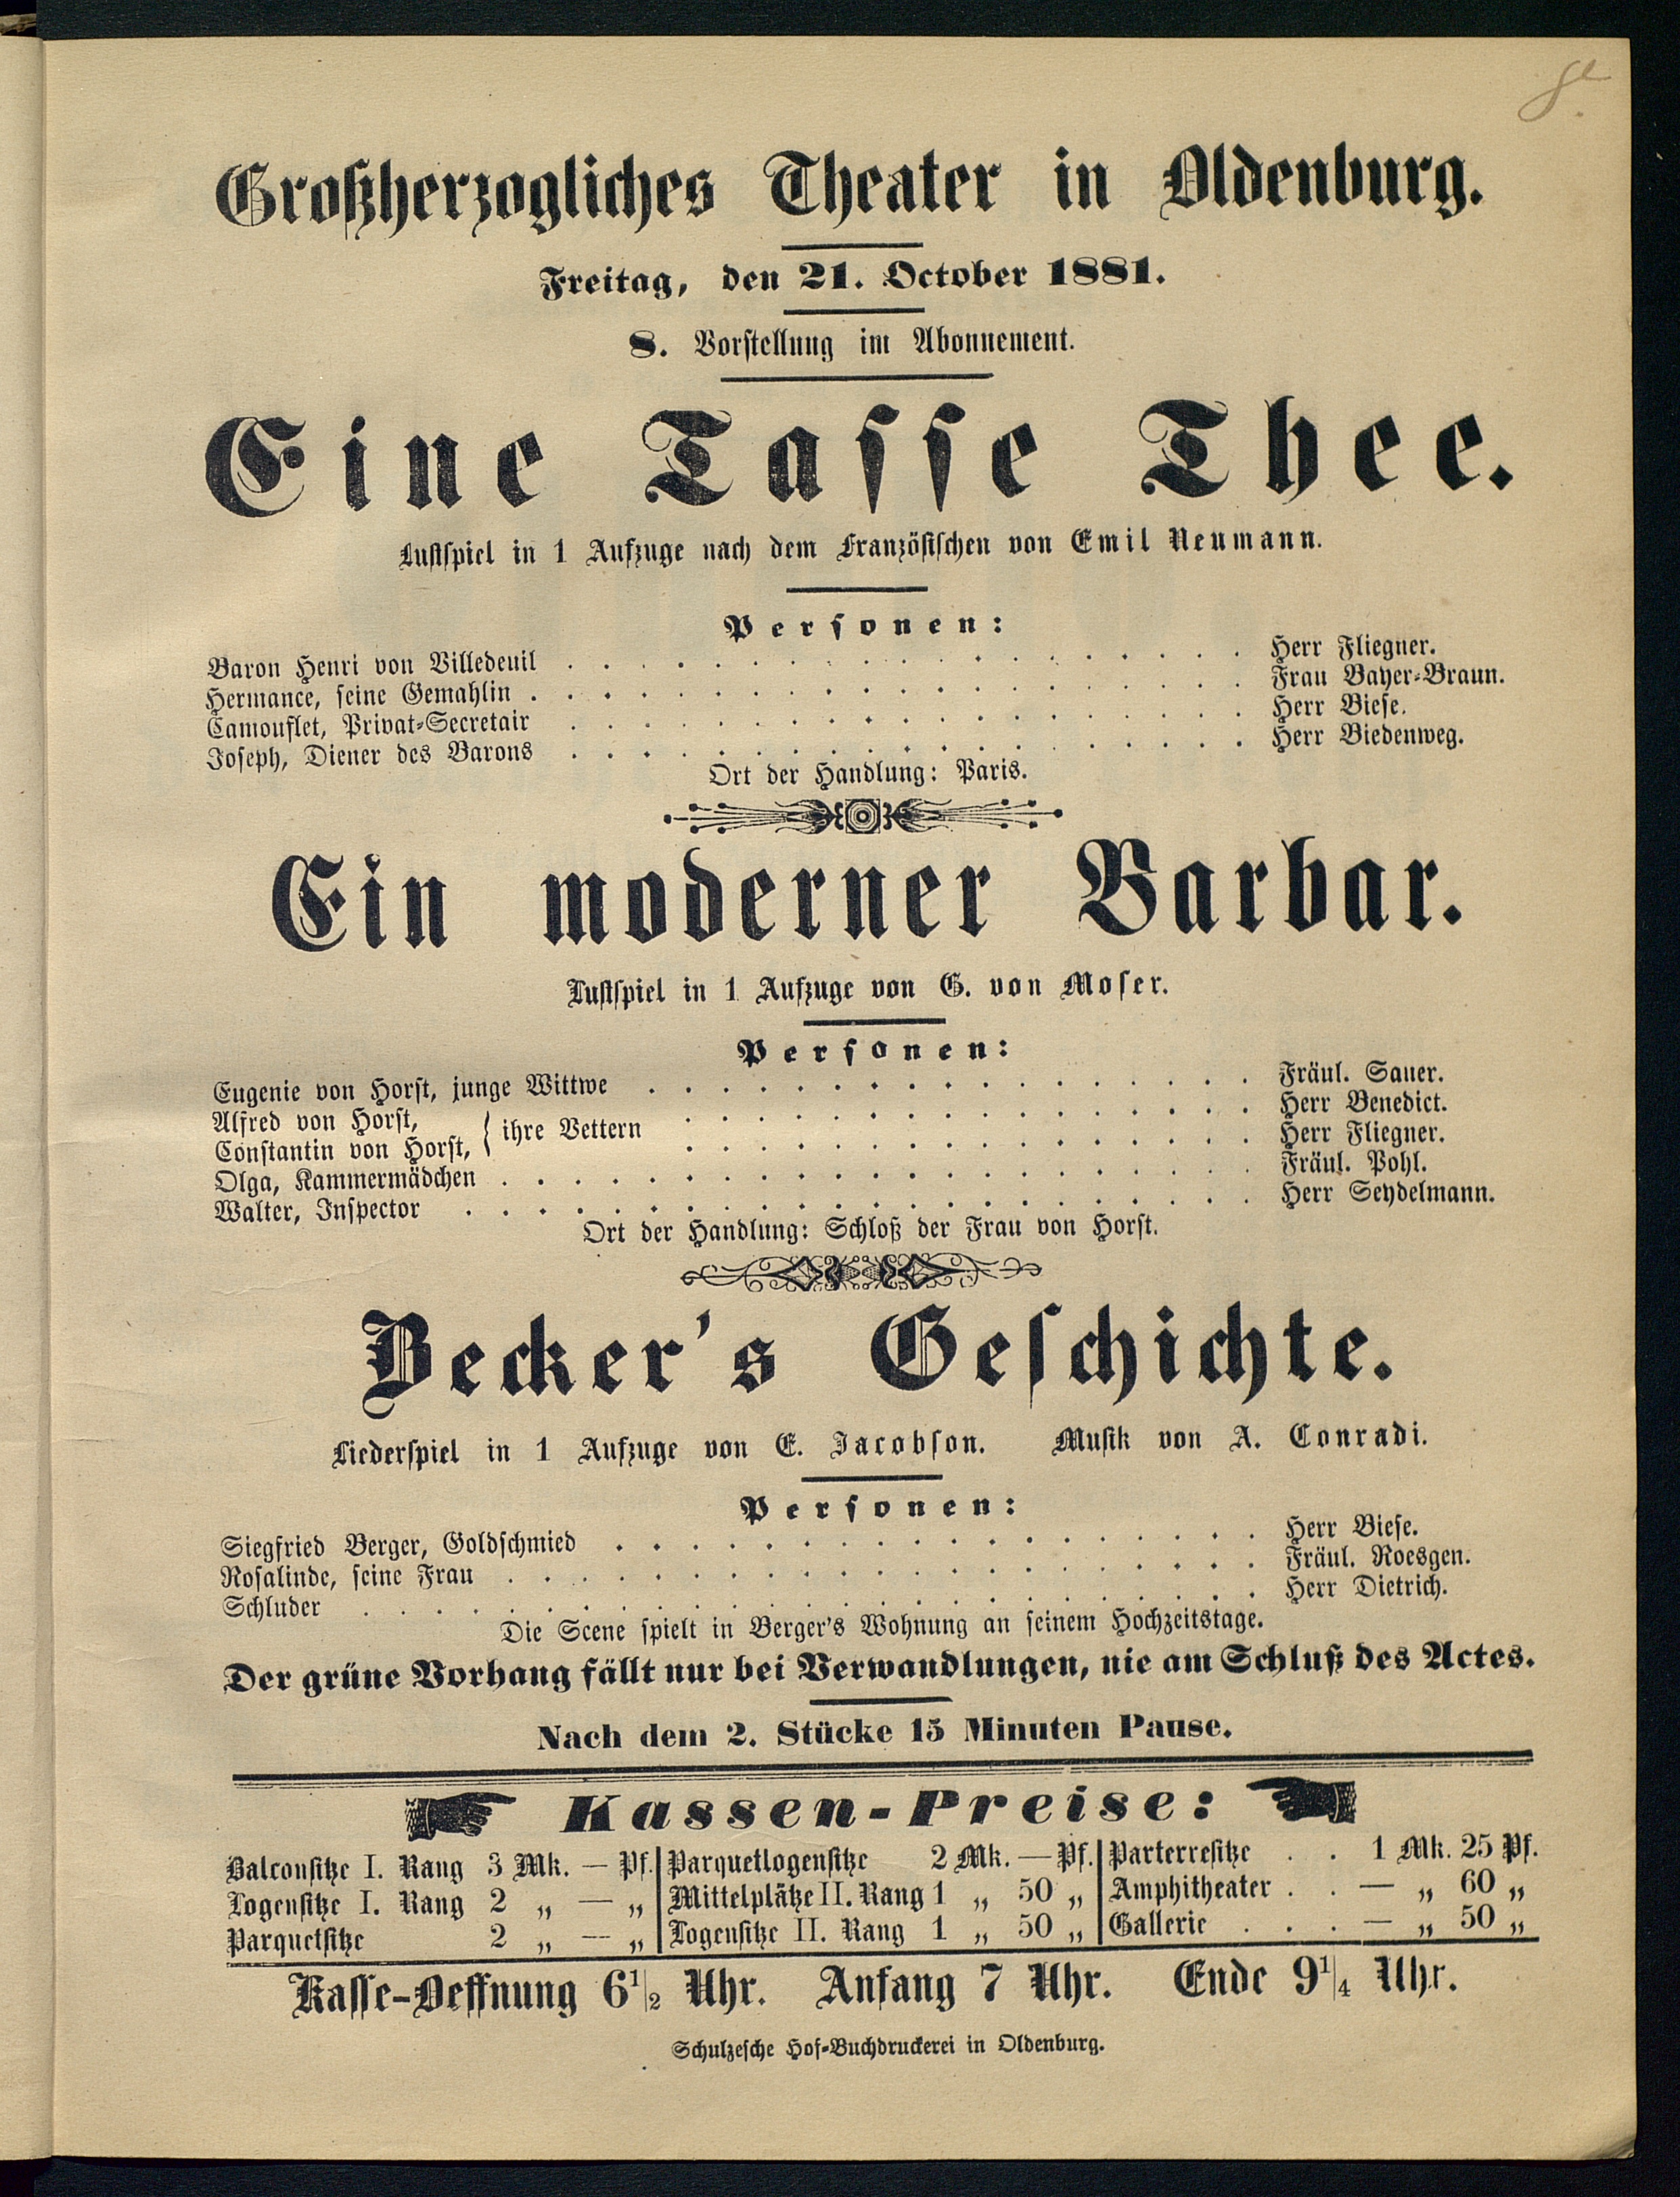 Großherzogliches Theater in Oldenburg.
Freitag, den 21. October 1881.
8. Vorstellung im Abonnement.
Eine Tasse Thee.
Lustspiel in 1 Aufzuge nach dem Französischen von Emil Neumann.
Personen:
Baron Henri von Villedeuil . . . . . . . . . . . . . . . . . . . Herr Fliegner.
Hermance, seine Gemahlin . . . . . . . . . . . . . . . . . . . . Frau Bayer-Braun.
Camouflet, Privat-Secretair . . . . . . . . . . . . . . . . . . . Herr Biese.
Joseph, Diener des Barons . . . . . . . . . . . . . . . . . . . Herr Biedenweg.
Ort der Handlung: Paris.
Ein moderner Barbar.
Lustspiel in 1 Aufzuge von G. von Moser.
Personen:
Eugenie von Horst, junge Wittwe . . . . . . . . . . . . . . . . . Fräul. Sauer.
Alfred von Horst, . . . . . . . . . . . . . . . . Herr Benedict.
ihre Vettern
Constantin von Horst, . . . . . . . . . . . . . . . . Herr Fliegner.
Olga, Kammermädchen . . . . . . . . . . . . . . . . . . . . . Fräul. Pohl.
Walter, Inspector . . . . . . . . . . . . . . . . . . . . . . Herr Seydelmann.
Ort der Handlung: Schloß der Frau von Horst.
Becker's Geschichte.
Liederspiel in 1 Aufzuge von E. Jacobson. Musik von A. Conradi.
Personen:
Siegfried Berger, Goldschmied . . . . . . . . . . . . . . . . . . Herr Biese.
Rosalinde, seine Frau . . . . . . . . . . . . . . . . . . . . . Fräul. Roesgen.
Schluder . . . . . . . . . . . . . . . . . . . . . . . . . Herr Dietrich.
Die Scene spielt in Berger's Wohnung an seinem Hochzeitstage.
Der grüne Vorhang fällt nur bei Verwandlungen, nie am Schluß des Actes.
Nach dem 2. Stücke 15 Minuten Pause.
Kassen-Preise:
Balconsitze I. Rang 3 Mk. — Pf. Parquetlogensitze 2 Mk. — Pf. Parterresitze . . 1 Mk. 25 Pf.
Logensitze I. Rang 2 „ — „ Mittelplätze II. Rang 1 „ 50 „ Amphitheater . . — „ 60 „
Parquetsitze 2 „ — „ Logensitze II. Rang 1 „ 50 „ Gallerie . . . — „ 50 „
Kasse-Oeffnung 6½ Uhr. Anfang 7 Uhr. Ende 9¼ Uhr.
Schulzesche Hof-Buchdruckerei in Oldenburg.